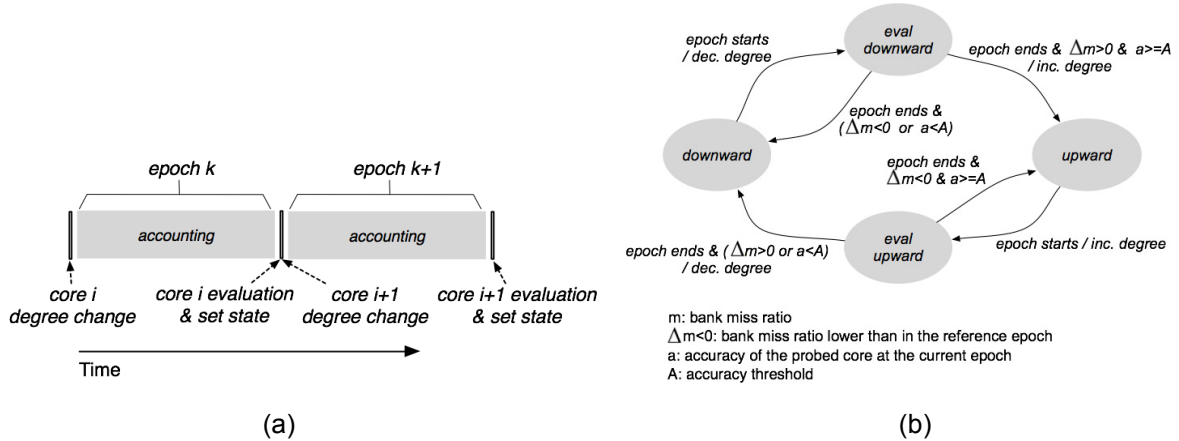 epoch k
epoch k+1
accounting
accounting
core i
degree change
core i evaluation
& set state
core i+1
degree change
core i+1 evaluation
& set state
Time
(a)
eval
downward
epoch starts
/ dec. degree
epoch ends & Δm>0 & a>=A
/ inc. degree
epoch ends &
(Δm<0 or a<A)
downward
upward
epoch ends &
Δm<0 & a>=A
eval
upward
epoch ends & (Δm>0 or a<A)
/ dec. degree
epoch starts / inc. degree
m: bank miss ratio
Δm<0: bank miss ratio lower than in the reference epoch
a: accuracy of the probed core at the current epoch
A: accuracy threshold
(b)